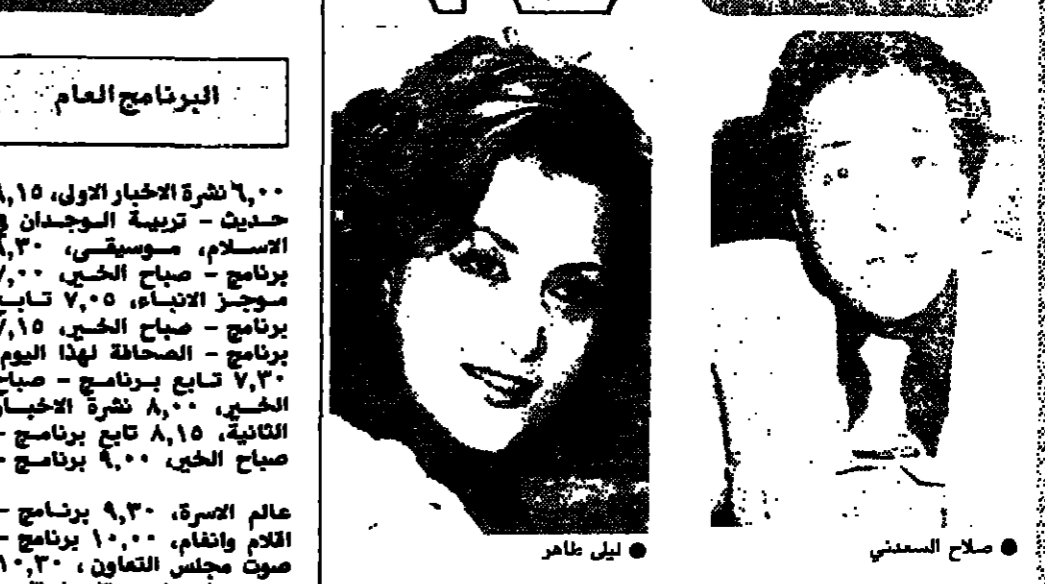 البرنامج العام
٦,٠٠ نشرة الاخبار الاولى، ٦,١٥
حديث - تربية الوجدان في
الاسلام، موسيقى، ٦,٣٠
برنامج - صباح الخير، ٧,٠٠
موجز الانباء، ٧,٠٥ تابع
برنامج - صباح الخير، ٧,١٥
برنامج - الصحافة لهذا اليوم
٧,٣٠ تابع برنامج - صباح
الخير، ٨,٠٠ نشرة الاخبار
الثانية، ٨,١٥ تابع برنامج -
صباح الخير، ٩,٠٠ برنامج -
عالم الاسرة، ٩,٣٠ برنامج -
اقلام وانغام، ١٠,٠٠ برنامج -
صوت مجلس التعاون، ١٠,٣٠
● ليلى طاهر
● صلاح السعدني